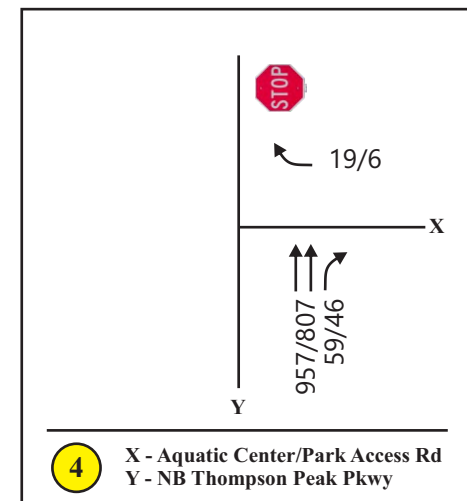 STOP
19/6
X
957/807
59/46
Y
4
X - Aquatic Center/Park Access Rd
Y - NB Thompson Peak Pkwy